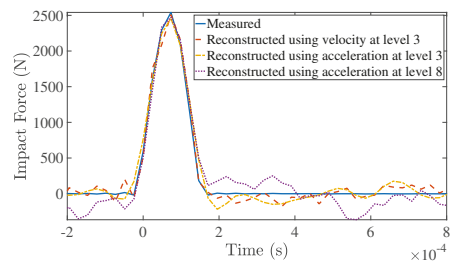 2500
2000
1500
1000
500
0
Impact Force (N)
Measured
Reconstructed using velocity at level 3
Reconstructed using acceleration at level 3
Reconstructed using acceleration at level 8
-2 0 2 4 6 8
Time (s)
×10⁻⁴